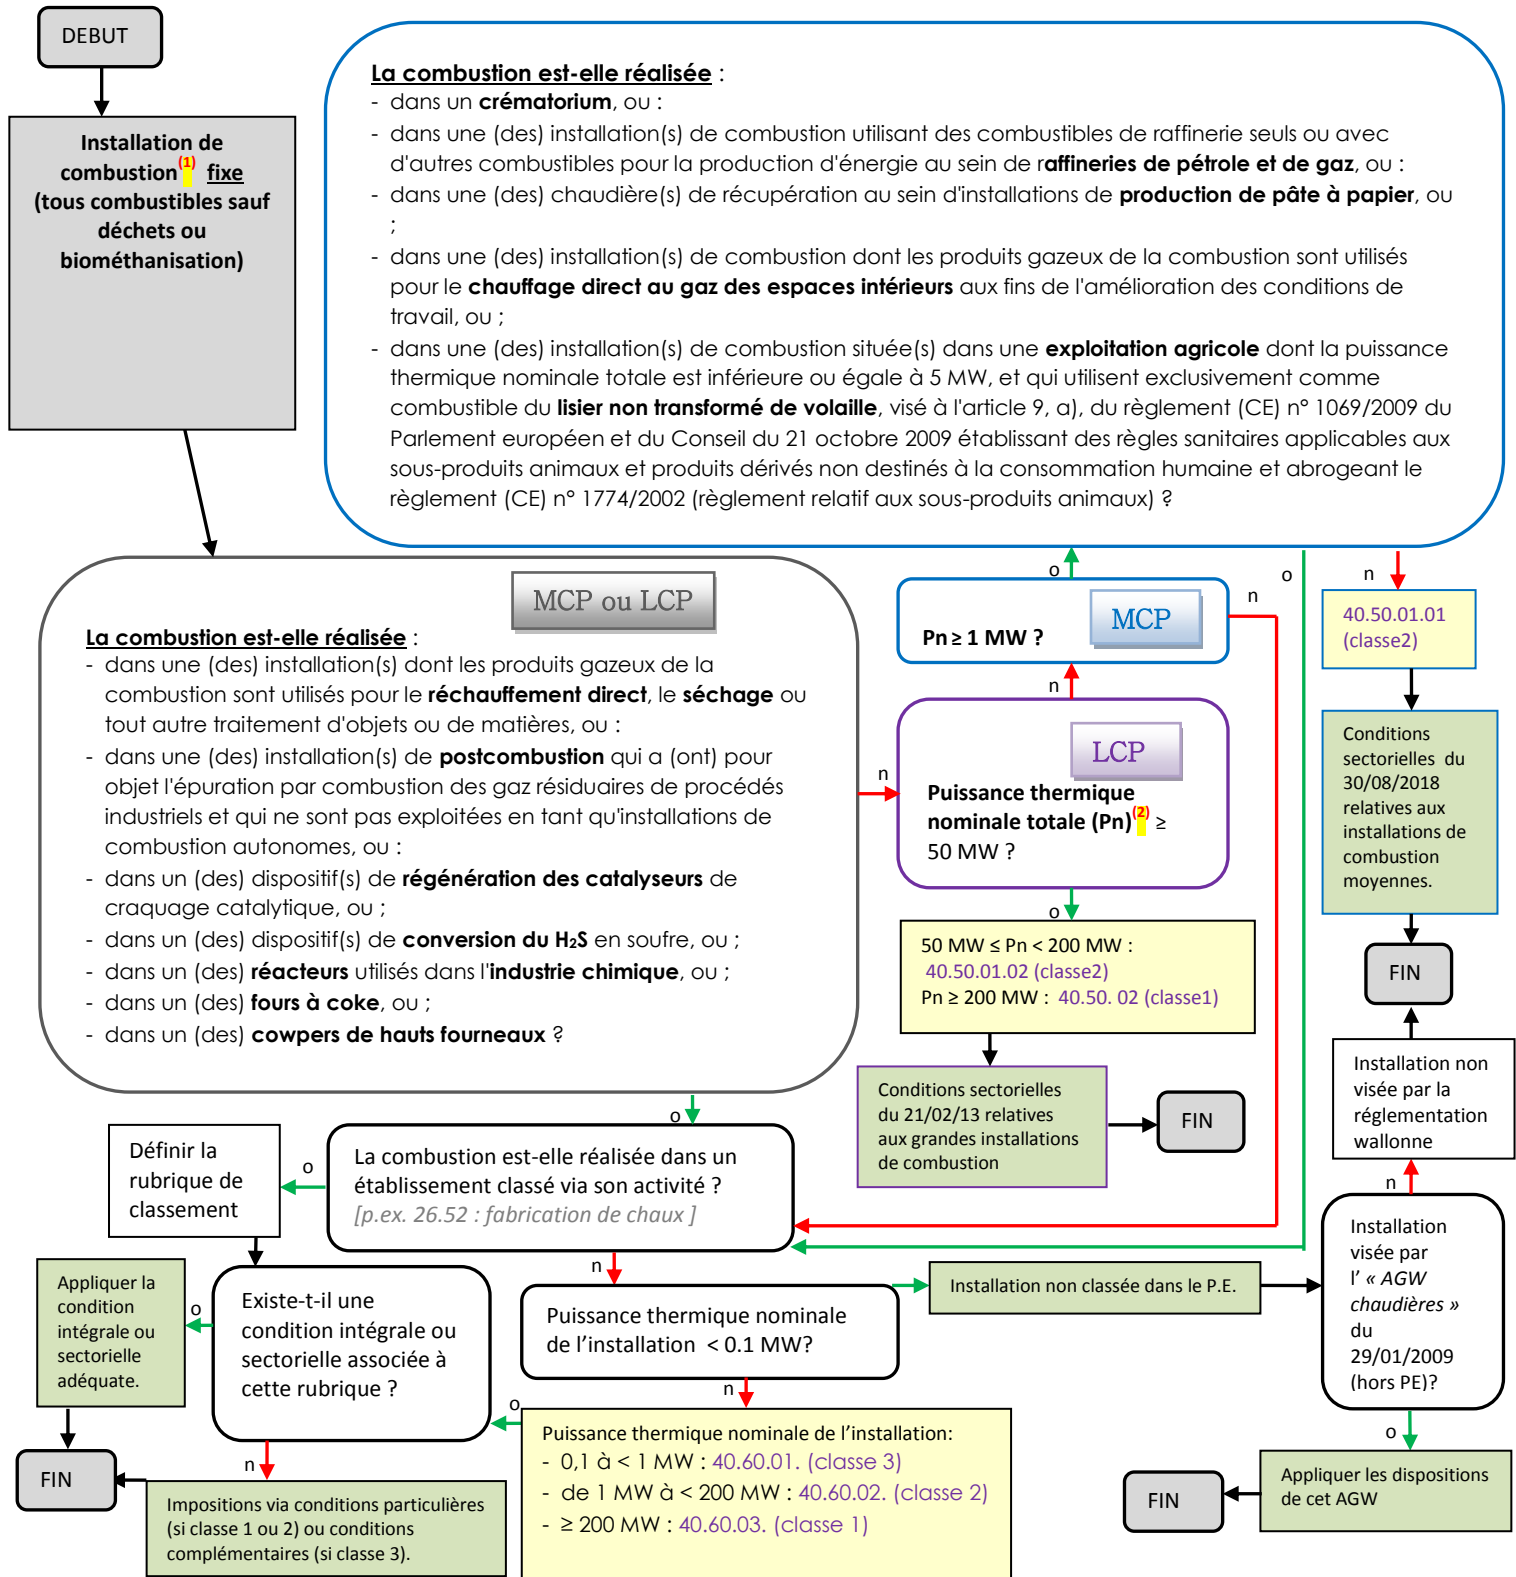 DEBUT
Installation de
combustion(1) fixe
(tous combustibles sauf
déchets ou
biométhanisation)
La combustion est-elle réalisée :
- dans un crématorium, ou :
- dans une (des) installation(s) de combustion utilisant des combustibles de raffinerie seuls ou avec
d'autres combustibles pour la production d'énergie au sein de raffineries de pétrole et de gaz, ou :
- dans une (des) chaudière(s) de récupération au sein d'installations de production de pâte à papier, ou
;
- dans une (des) installation(s) de combustion dont les produits gazeux de la combustion sont utilisés
pour le chauffage direct au gaz des espaces intérieurs aux fins de l'amélioration des conditions de
travail, ou ;
- dans une (des) installation(s) de combustion située(s) dans une exploitation agricole dont la puissance
thermique nominale totale est inférieure ou égale à 5 MW, et qui utilisent exclusivement comme
combustible du lisier non transformé de volaille, visé à l'article 9, a), du règlement (CE) n° 1069/2009 du
Parlement européen et du Conseil du 21 octobre 2009 établissant des règles sanitaires applicables aux
sous-produits animaux et produits dérivés non destinés à la consommation humaine et abrogeant le
règlement (CE) n° 1774/2002 (règlement relatif aux sous-produits animaux) ?
MCP ou LCP
La combustion est-elle réalisée :
- dans une (des) installation(s) dont les produits gazeux de la
combustion sont utilisés pour le réchauffement direct, le séchage ou
tout autre traitement d'objets ou de matières, ou :
- dans une (des) installation(s) de postcombustion qui a (ont) pour
objet l'épuration par combustion des gaz résiduaires de procédés
industriels et qui ne sont pas exploitées en tant qu'installations de
combustion autonomes, ou :
- dans un (des) dispositif(s) de régénération des catalyseurs de
craquage catalytique, ou ;
- dans un (des) dispositif(s) de conversion du H₂S en soufre, ou ;
- dans un (des) réacteurs utilisés dans l'industrie chimique, ou ;
- dans un (des) fours à coke, ou ;
- dans un (des) cowpers de hauts fourneaux ?
o
n
o
n
MCP
Pn ≥ 1 MW ?
n
n
LCP
Puissance thermique
nominale totale (Pn)(2) ≥
50 MW ?
o
50 MW ≤ Pn < 200 MW :
40.50.01.02 (classe2)
Pn ≥ 200 MW : 40.50. 02 (classe1)
Conditions sectorielles
du 21/02/13 relatives
aux grandes installations
de combustion
FIN
40.50.01.01
(classe2)
Conditions
sectorielles du
30/08/2018
relatives aux
installations de
combustion
moyennes.
FIN
Installation non
visée par la
réglementation
wallonne
n
Installation
visée par
l' « AGW
chaudières »
du
29/01/2009
(hors PE)?
o
Appliquer les dispositions
de cet AGW
FIN
o
La combustion est-elle réalisée dans un
établissement classé via son activité ?
[p.ex. 26.52 : fabrication de chaux ]
o
Définir la
rubrique de
classement
n
Puissance thermique nominale
de l'installation < 0.1 MW?
Installation non classée dans le P.E.
Existe-t-il une
condition intégrale ou
sectorielle associée à
cette rubrique ?
o
Appliquer la
condition
intégrale ou
sectorielle
adéquate.
FIN
n
Impositions via conditions particulières
(si classe 1 ou 2) ou conditions
complémentaires (si classe 3).
n
o
Puissance thermique nominale de l'installation:
- 0,1 à < 1 MW : 40.60.01. (classe 3)
- de 1 MW à < 200 MW : 40.60.02. (classe 2)
- ≥ 200 MW : 40.60.03. (classe 1)